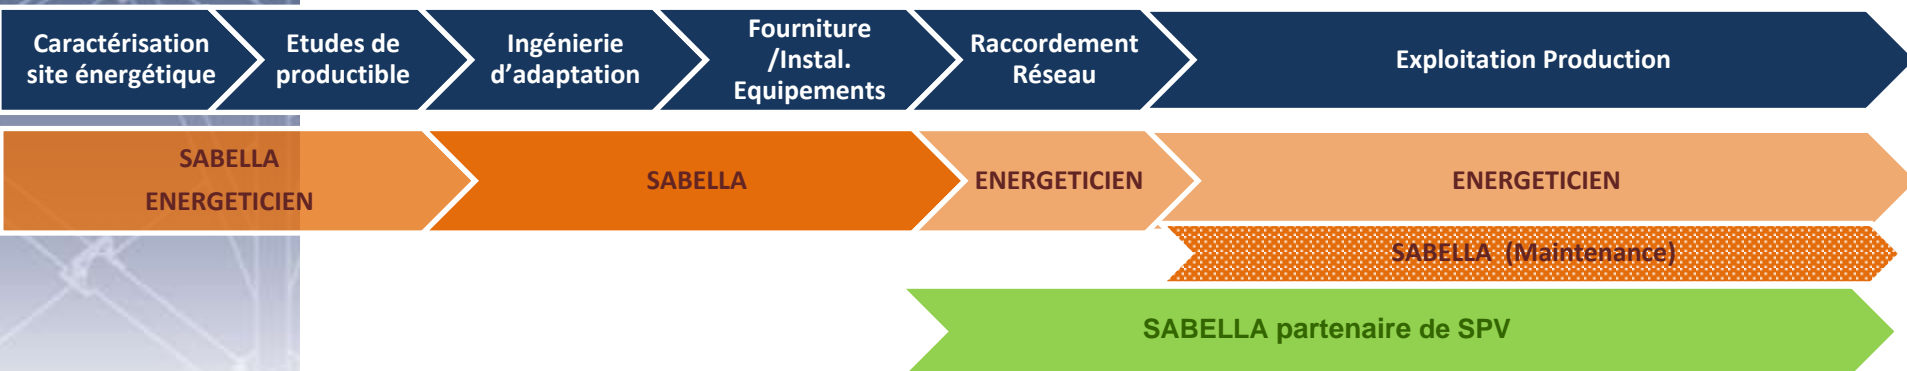 Caractérisation
site énergétique
Etudes de
productible
Ingénierie
d’adaptation
Fourniture
/Instal.
Equipements
Raccordement
Réseau
Exploitation Production
SABELLA
ENERGETICIEN
SABELLA
ENERGETICIEN
ENERGETICIEN
SABELLA (Maintenance)
SABELLA partenaire de SPV